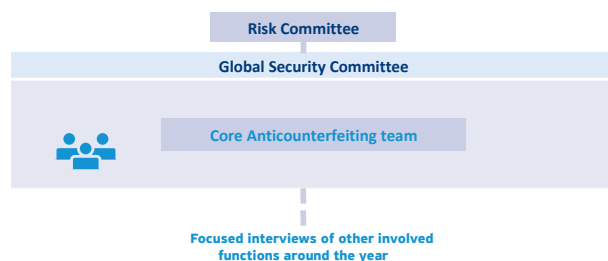 Risk Committee
Global Security Committee
Core Anticounterfeiting team
Focused interviews of other involved
functions around the year